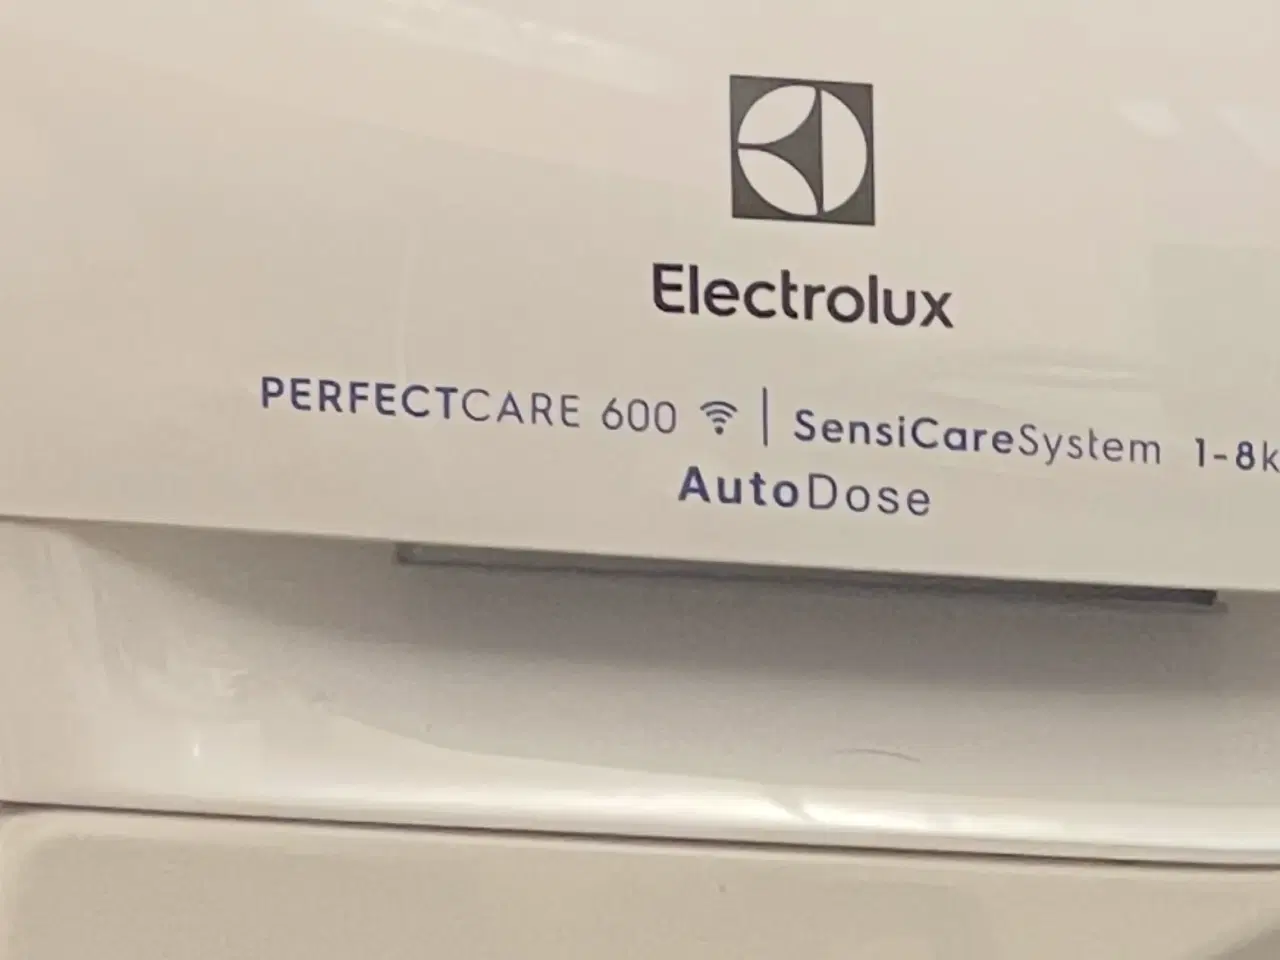 Electrolux
PERFECTCARE 600 | SensiCareSystem 1-8k
AutoDose